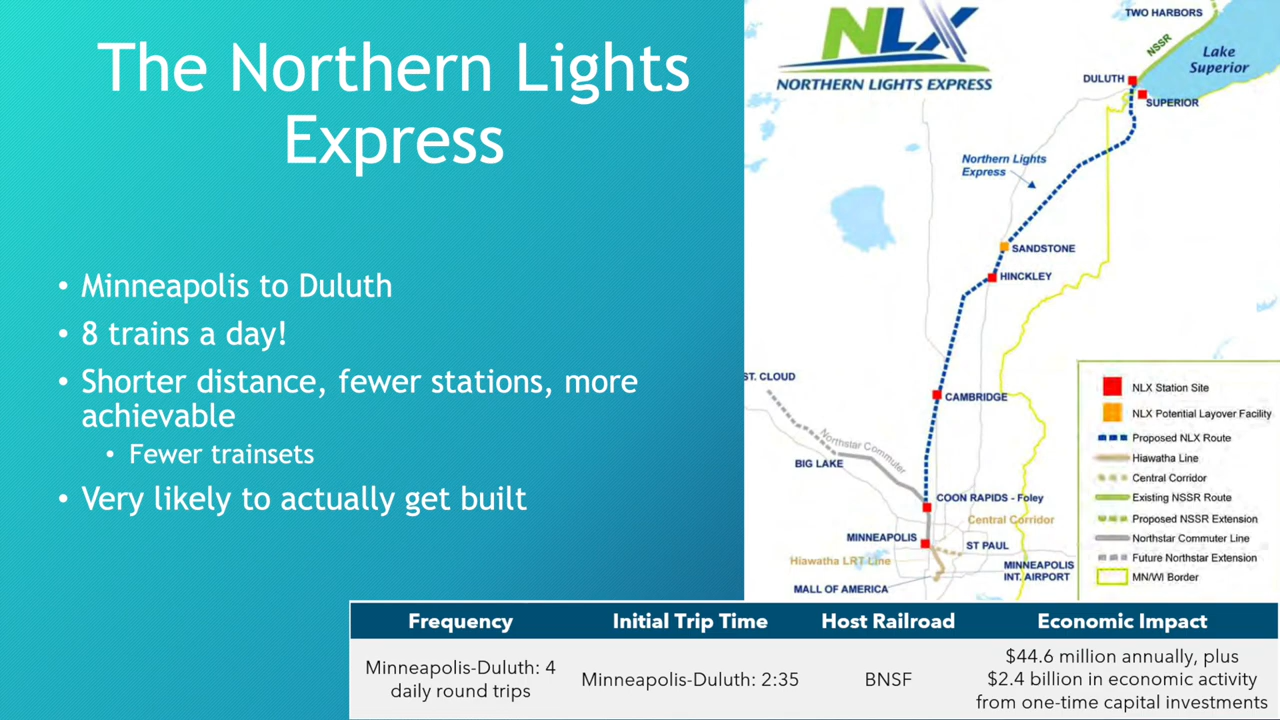 The Northern Lights
Express
• Minneapolis to Duluth
• 8 trains a day!
• Shorter distance, fewer stations, more
achievable
• Fewer trainsets
• Very likely to actually get built
NLX
NORTHERN LIGHTS EXPRESS
TWO HARBORS
NSSR
Lake
Superior
DULUTH
SUPERIOR
Northern Lights
Express
SANDSTONE
HINCKLEY
ST. CLOUD
CAMBRIDGE
Northstar Commuter
BIG LAKE
COON RAPIDS - Foley
Central Corridor
MINNEAPOLIS
ST PAUL
Hiawatha LRT Line
MINNEAPOLIS
INT. AIRPORT
MALL OF AMERICA
NLX Station Site
NLX Potential Layover Facility
Proposed NLX Route
Hiawatha Line
Central Corridor
Existing NSSR Route
Proposed NSSR Extension
Northstar Commuter Line
Future Northstar Extension
MN/WI Border
Frequency Initial Trip Time Host Railroad Economic Impact
Minneapolis-Duluth: 4
daily round trips
Minneapolis-Duluth: 2:35
BNSF
$44.6 million annually, plus
$2.4 billion in economic activity
from one-time capital investments